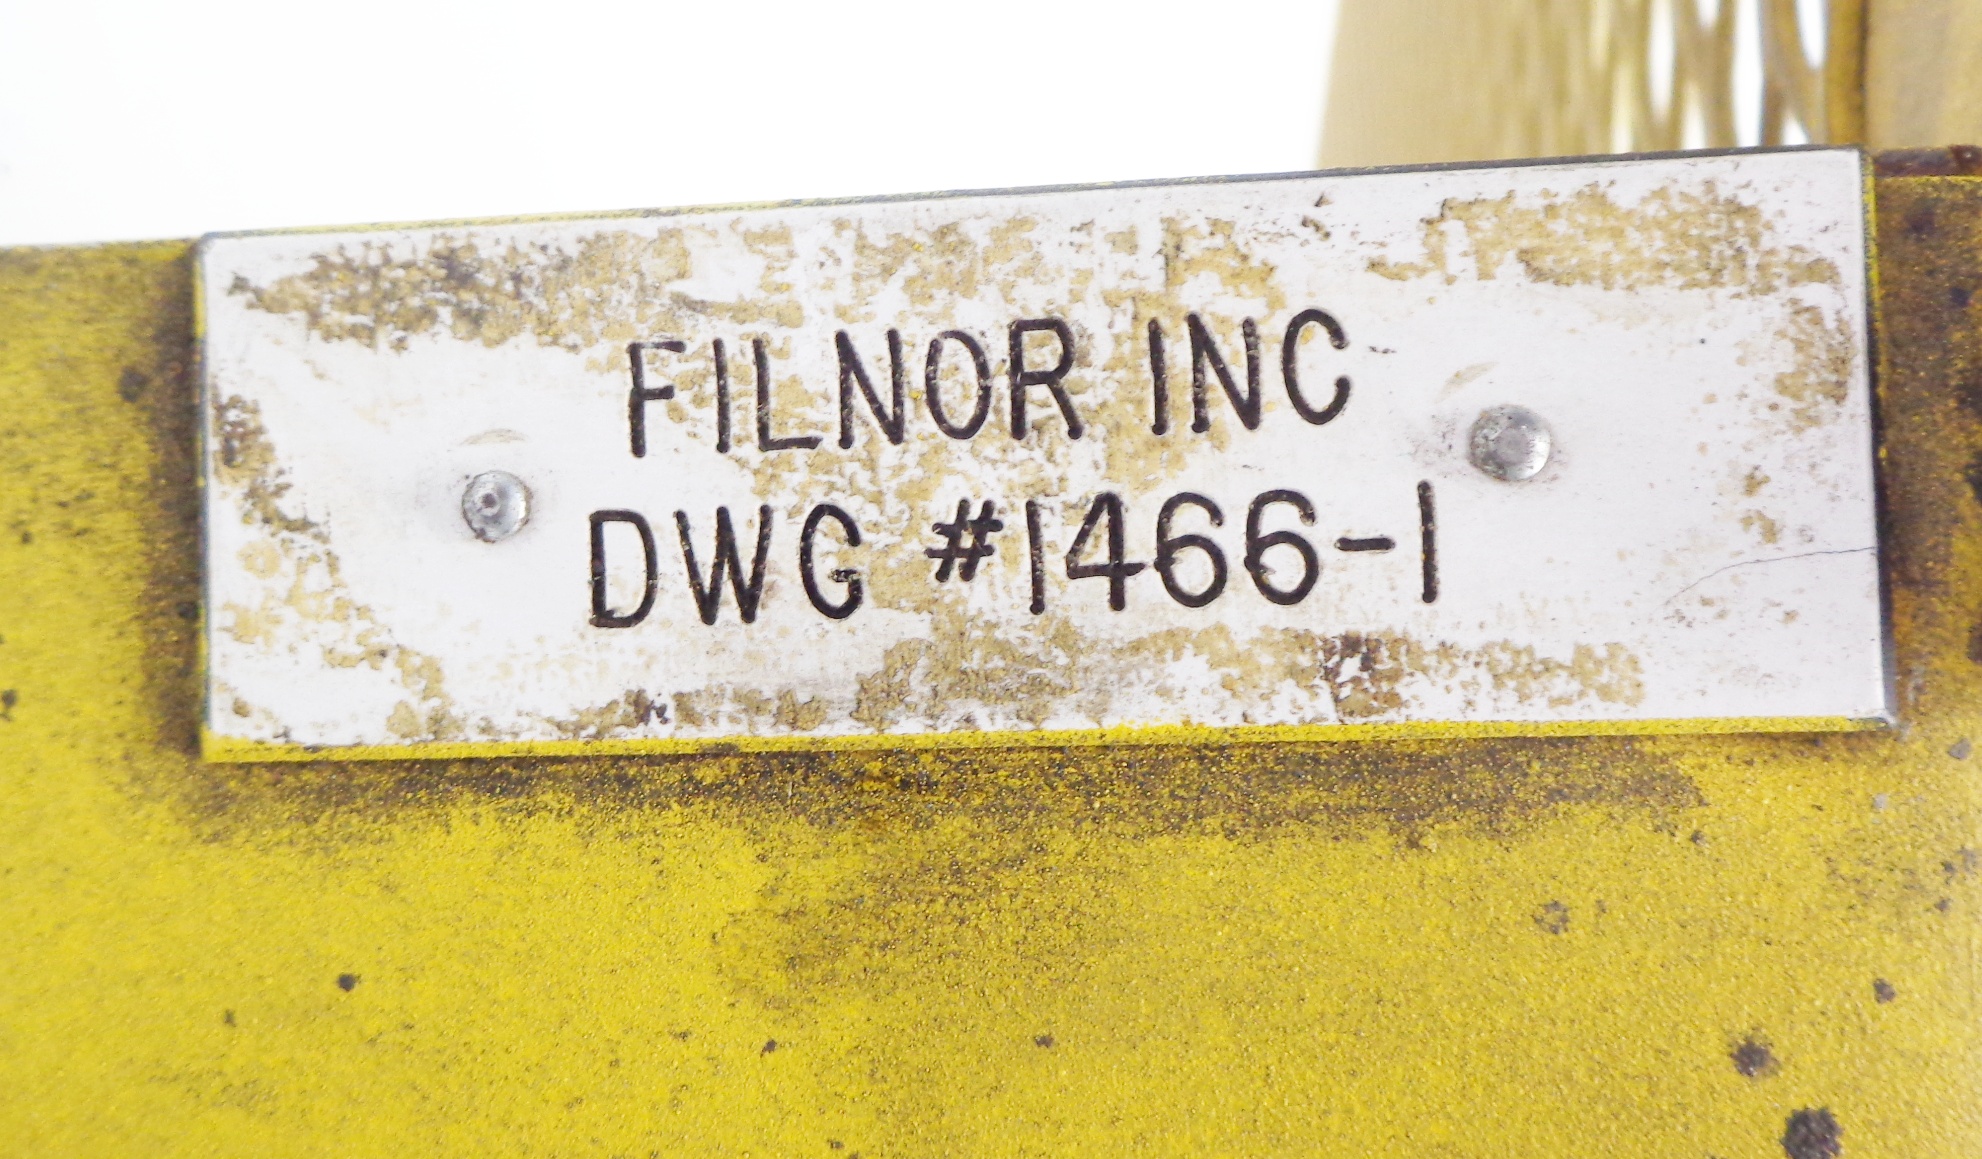 FILNOR INC
DWG #1466-1